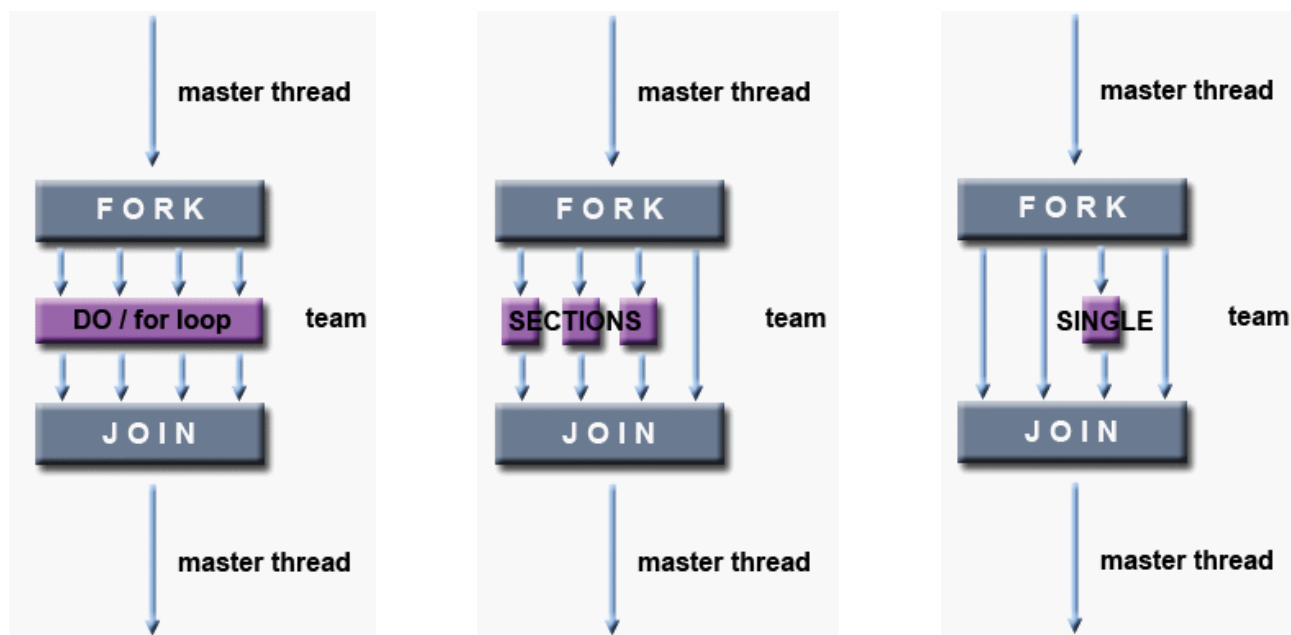 master thread
FORK
DO / for loop
team
JOIN
master thread
master thread
FORK
SECTIONS
team
JOIN
master thread
master thread
FORK
SINGLE
team
JOIN
master thread